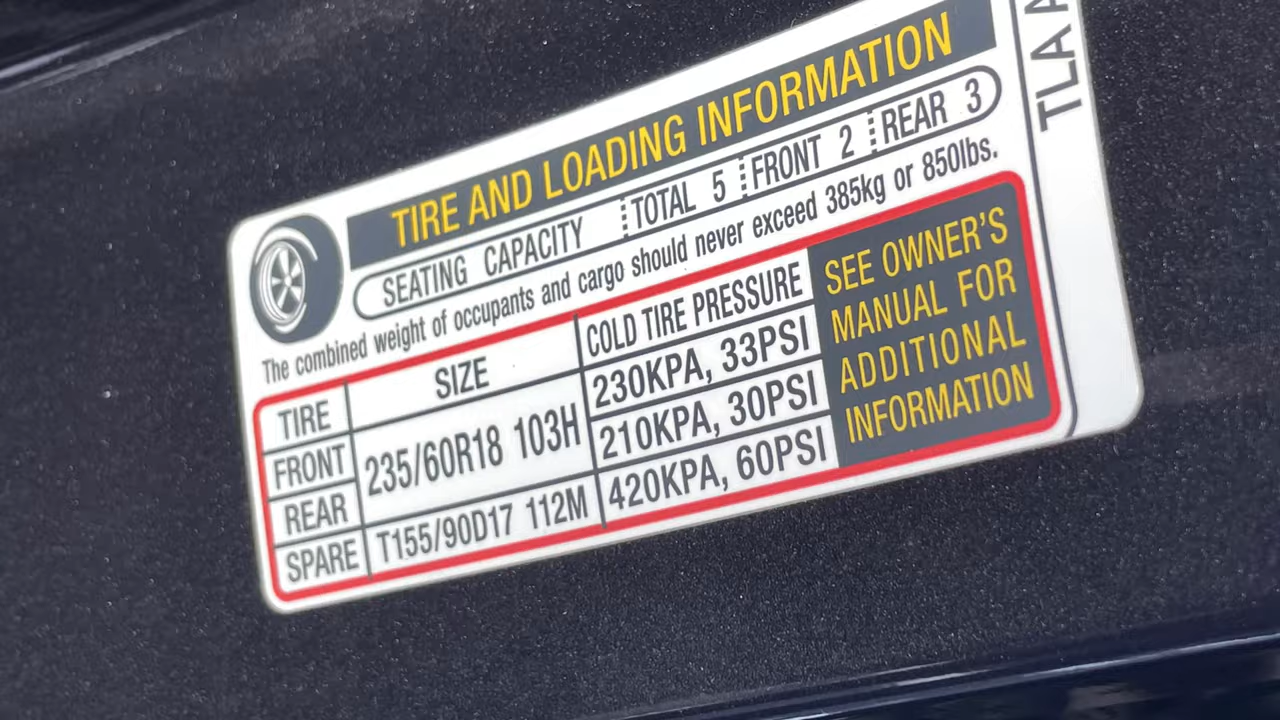 TIRE AND LOADING INFORMATION
SEATING CAPACITY TOTAL 5 FRONT 2 REAR 3
The combined weight of occupants and cargo should never exceed 385kg or 850lbs.
TIRE SIZE COLD TIRE PRESSURE
FRONT 235/60R18 103H 230KPA, 33PSI
REAR 210KPA, 30PSI
SPARE T155/90D17 112M 420KPA, 60PSI
SEE OWNER'S
MANUAL FOR
ADDITIONAL
INFORMATION